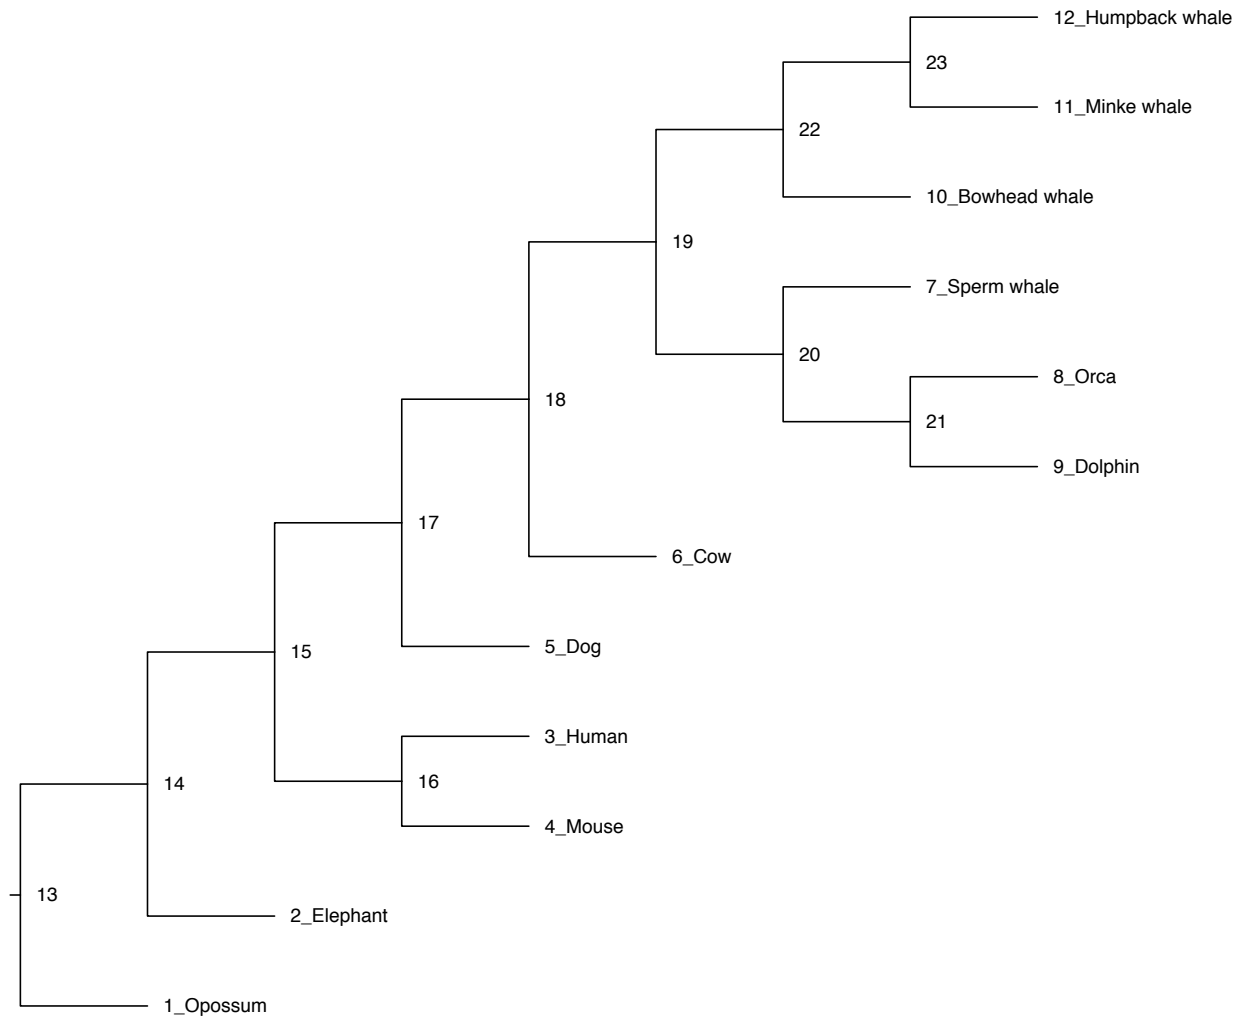 12_Humpback whale
23
11_Minke whale
22
10_Bowhead whale
19
7_Sperm whale
20
8_Orca
18
21
9_Dolphin
17
6_Cow
5_Dog
15
3_Human
16
14
4_Mouse
13
2_Elephant
1_Opossum